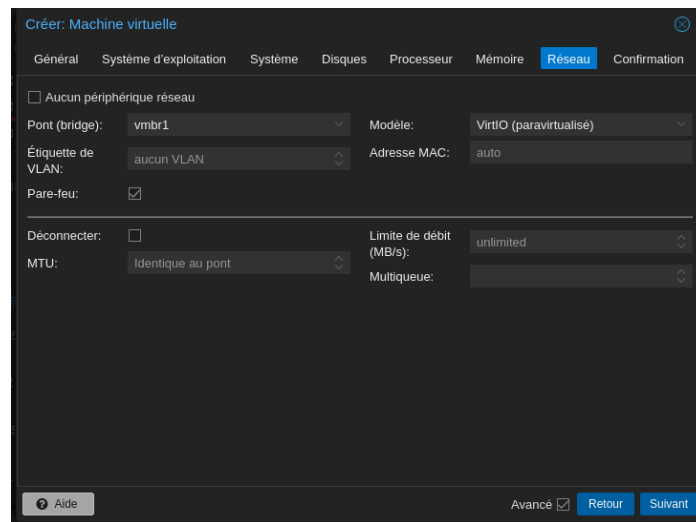 Créer: Machine virtuelle
Général Système d'exploitation Système Disques Processeur Mémoire Réseau Confirmation
Aucun périphérique réseau
Pont (bridge): vmbr1 Modèle: VirtIO (paravirtualisé)
Étiquette de VLAN: aucun VLAN Adresse MAC: auto
Pare-feu:
Déconnecter: Limite de débit (MB/s): unlimited
MTU: Identique au pont Multiqueue:
Aide Avancé Retour Suivant